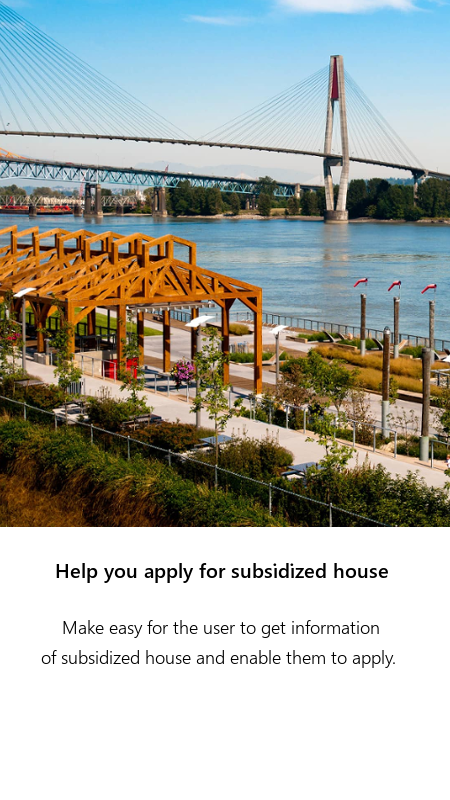 Help you apply for subsidized house
Make easy for the user to get information
of subsidized house and enable them to apply.